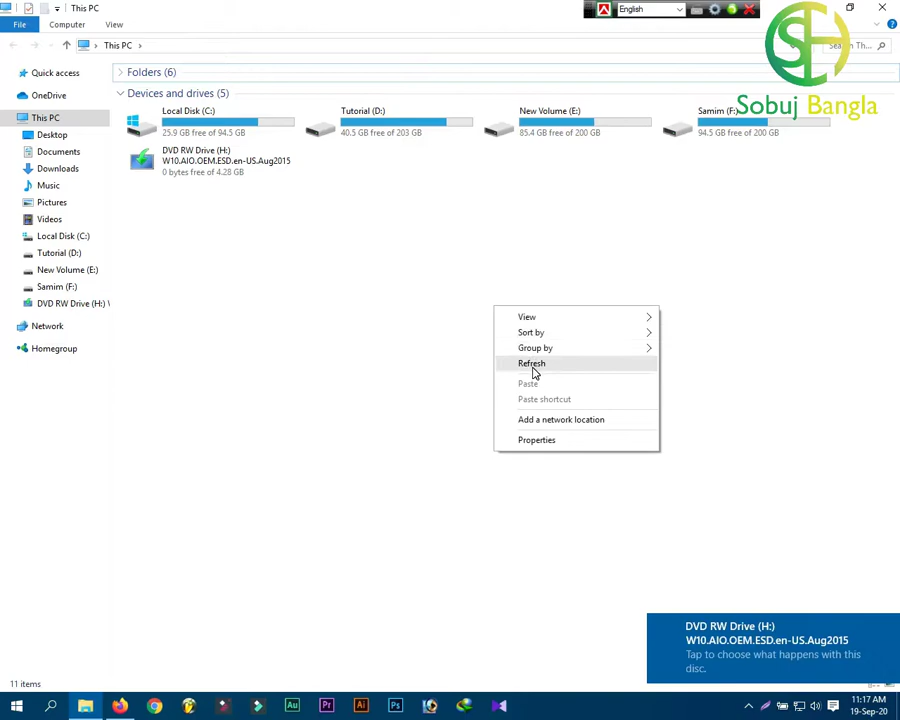 This PC
English
File
Computer
View
This PC
Search Th...
Sobuj Bangla
Quick access
OneDrive
This PC
Desktop
Documents
Downloads
Music
Pictures
Videos
Local Disk (C:)
Tutorial (D:)
New Volume (E:)
Samim (F:)
DVD RW Drive (H:) W
Network
Homegroup
Folders (6)
Devices and drives (5)
Local Disk (C:)
25.9 GB free of 94.5 GB
Tutorial (D:)
40.5 GB free of 203 GB
New Volume (E:)
85.4 GB free of 200 GB
Samim (F:)
94.5 GB free of 200 GB
DVD RW Drive (H:)
W10.AIO.OEM.ESD.en-US.Aug2015
0 bytes free of 4.28 GB
View
Sort by
Group by
Refresh
Paste
Paste shortcut
Add a network location
Properties
DVD RW Drive (H:)
W10.AIO.OEM.ESD.en-US.Aug2015
Tap to choose what happens with this
disc.
11 items
Au
Pr
Ai
Ps
11:17 AM
19-Sep-20